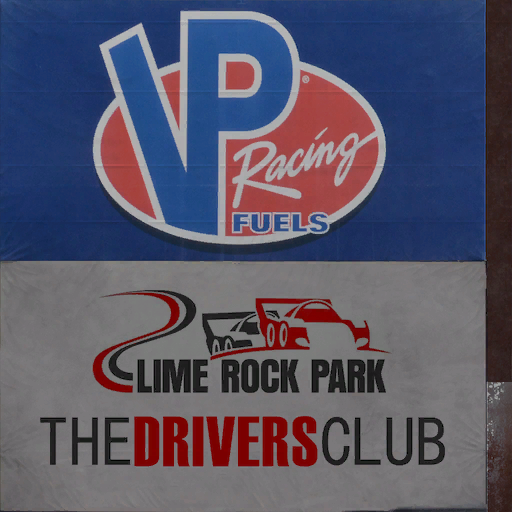 VP
Racing
FUELS
LIME ROCK PARK
THEDRIVERSCLUB